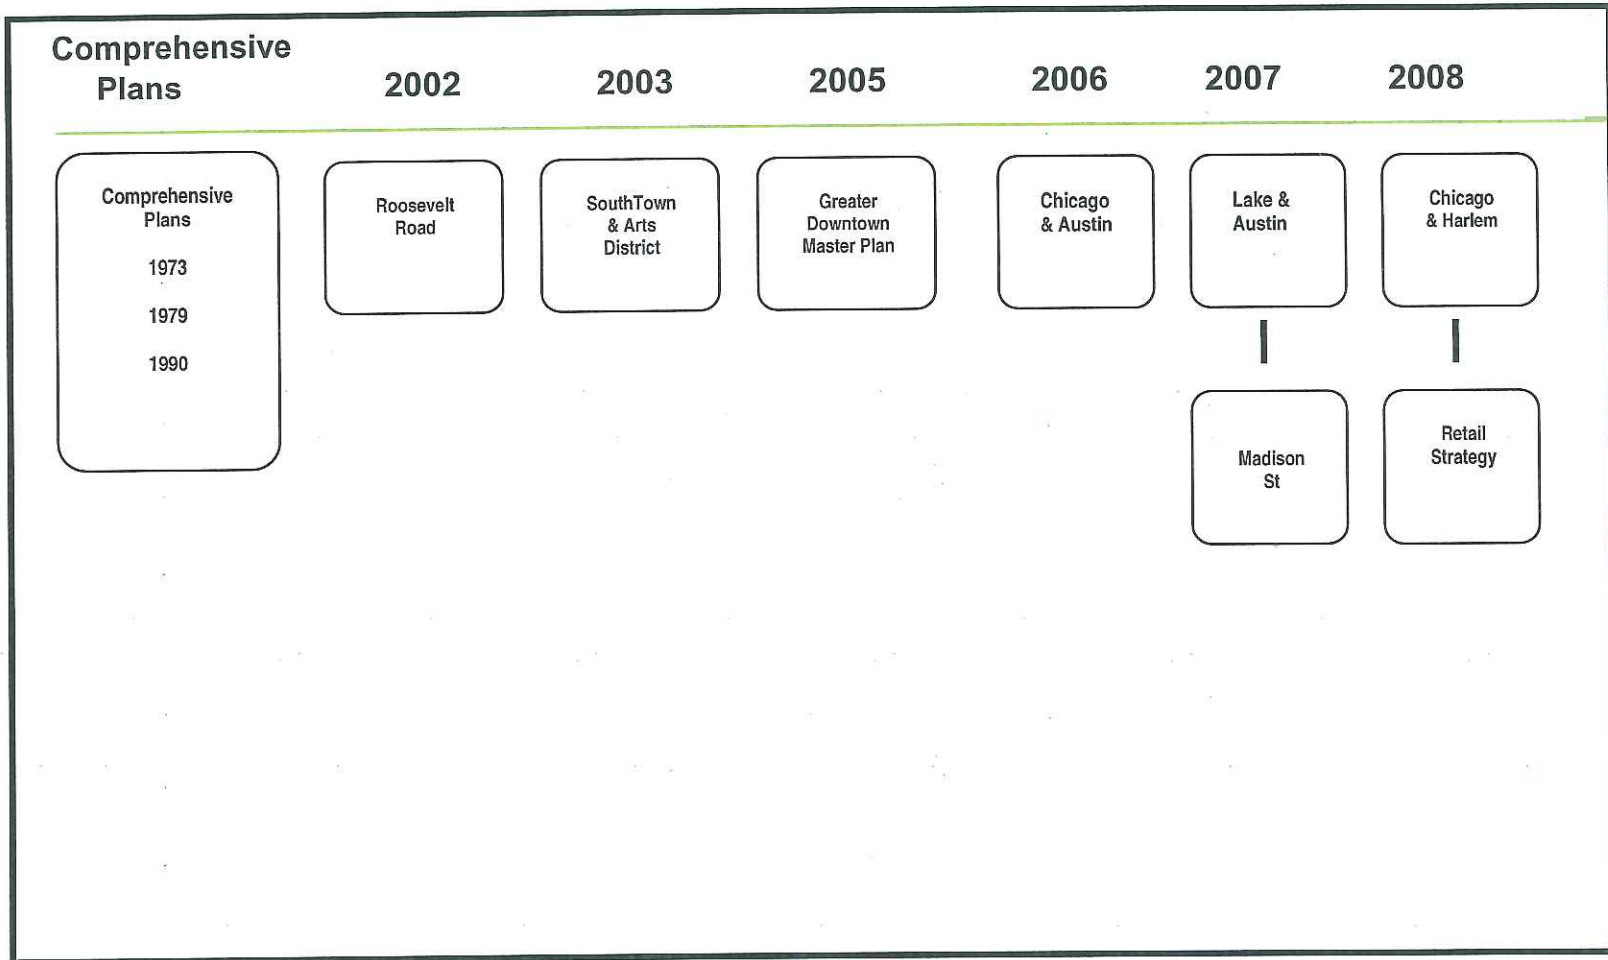 Comprehensive
Plans
2002
2003
2005
2006
2007
2008
Comprehensive
Plans
1973
1979
1990
Roosevelt
Road
SouthTown
& Arts
District
Greater
Downtown
Master Plan
Chicago
& Austin
Lake &
Austin
Chicago
& Harlem
Madison
St
Retail
Strategy